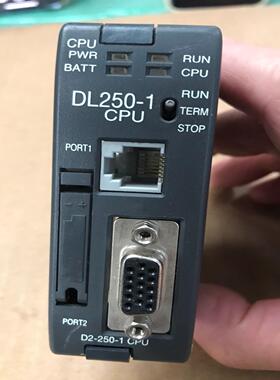 CPU
PWR RUN
BATT CPU
DL250-1 RUN
CPU TERM
STOP
PORT1
PORT2
D2-250-1 CPU